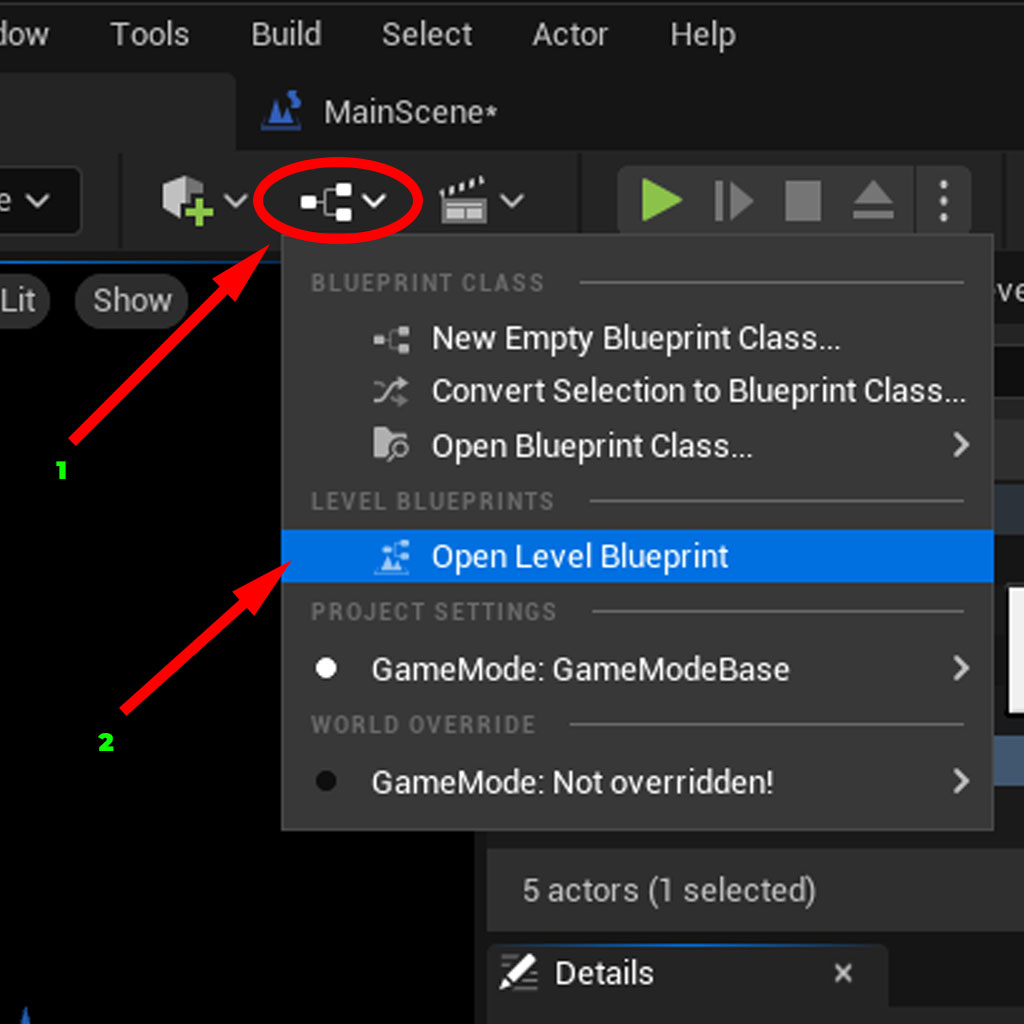 dow Tools Build Select Actor Help
MainScene*
e
Lit Show
BLUEPRINT CLASS
New Empty Blueprint Class...
Convert Selection to Blueprint Class...
Open Blueprint Class...
1
LEVEL BLUEPRINTS
Open Level Blueprint
PROJECT SETTINGS
GameMode: GameModeBase
WORLD OVERRIDE
2
GameMode: Not overridden!
5 actors (1 selected)
Details